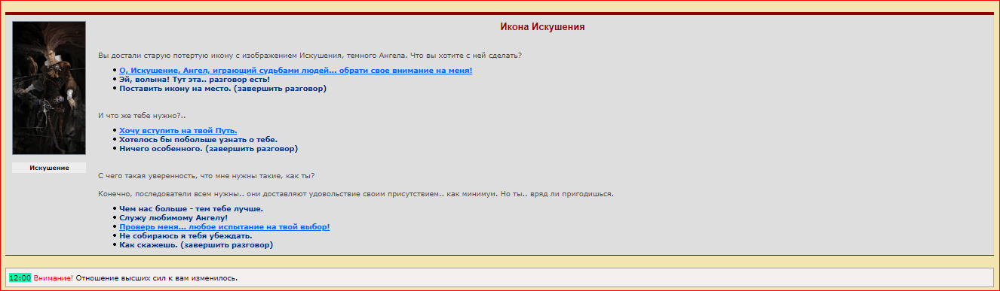 Икона Искушения
Вы достали старую потертую икону с изображением Искушения, темного Ангела. Что вы хотите с ней сделать?
О, Искушение, Ангел, играющий судьбами людей... обрати свое внимание на меня!
Эй, волына! Тут эта.. разговор есть!
Поставить икону на место. (завершить разговор)
И что же тебе нужно?..
Хочу вступить на твой Путь.
Хотелось бы побольше узнать о тебе.
Ничего особенного. (завершить разговор)
Искушение
С чего такая уверенность, что мне нужны такие, как ты?
Конечно, последователи всем нужны.. они доставляют удовольствие своим присутствием.. как минимум. Но ты.. вряд ли пригодишься.
Чем нас больше - тем тебе лучше.
Служу любимому Ангелу!
Проверь меня... любое испытание на твой выбор!
Не собираюсь я тебя убеждать.
Как скажешь. (завершить разговор)
12:00 Внимание! Отношение высших сил к вам изменилось.